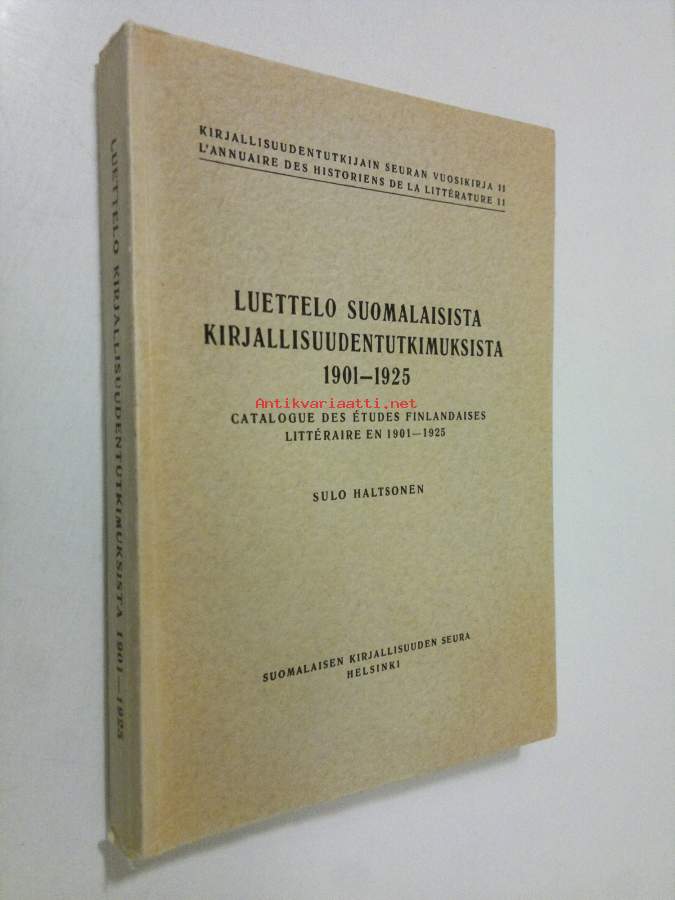 LUETTELO KIRJALLISUUDENTUTKIMUKSISTA 1901—1925
KIRJALLISUUDENTUTKIJAIN SEURAN VUOSIKIRJA 11
L'ANNUAIRE DES HISTORIENS DE LA LITTÉRATURE 11
LUETTELO SUOMALAISISTA
KIRJALLISUUDENTUTKIMUKSISTA
1901—1925
Antikvariaatti.net
CATALOGUE DES ÉTUDES FINLANDAISES
LITTÉRAIRE EN 1901—1925
SULO HALTSONEN
SUOMALAISEN KIRJALLISUUDEN SEURA
HELSINKI